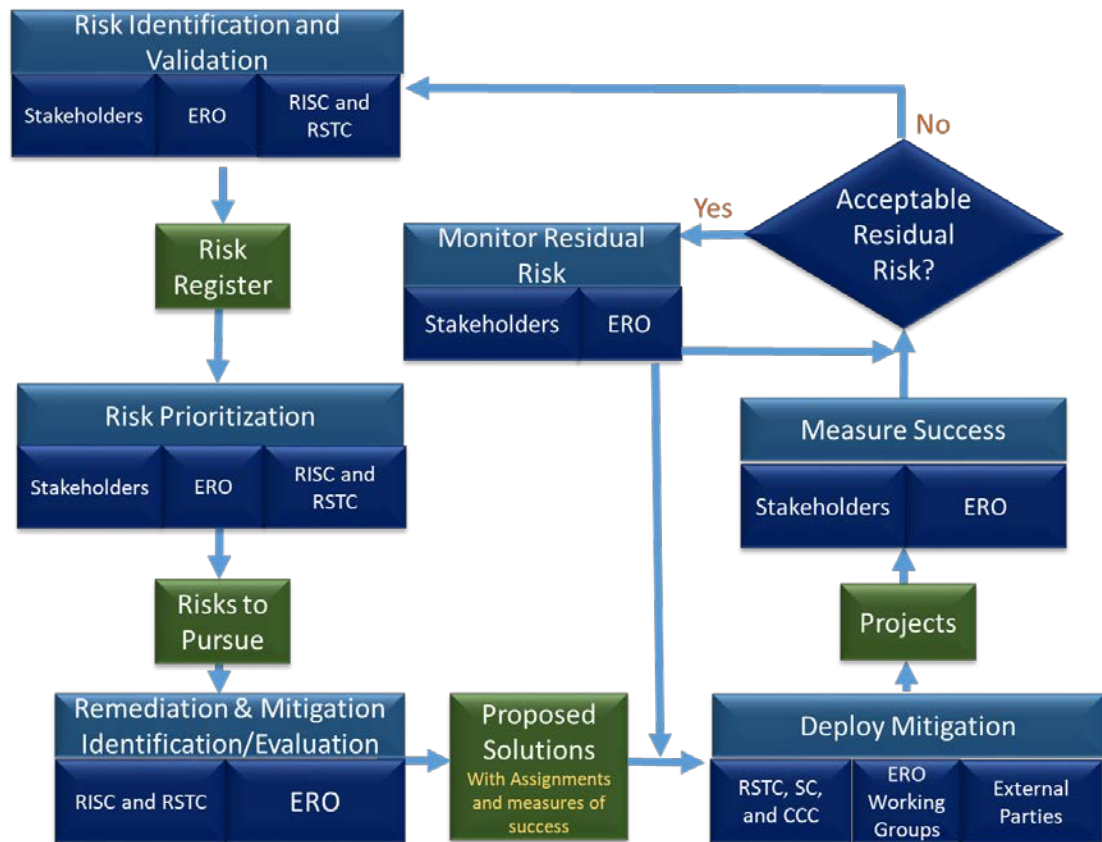 Risk Identification and
Validation
Stakeholders
ERO
RISC and
RSTC
No
Acceptable
Residual
Risk?
Yes
Monitor Residual
Risk
Stakeholders
ERO
Risk
Register
Risk Prioritization
Stakeholders
ERO
RISC and
RSTC
Measure Success
Stakeholders
ERO
Risks to
Pursue
Projects
Remediation & Mitigation
Identification/Evaluation
RISC and RSTC
ERO
Proposed
Solutions
With Assignments
and measures of
success
Deploy Mitigation
RSTC, SC,
and CCC
ERO
Working
Groups
External
Parties